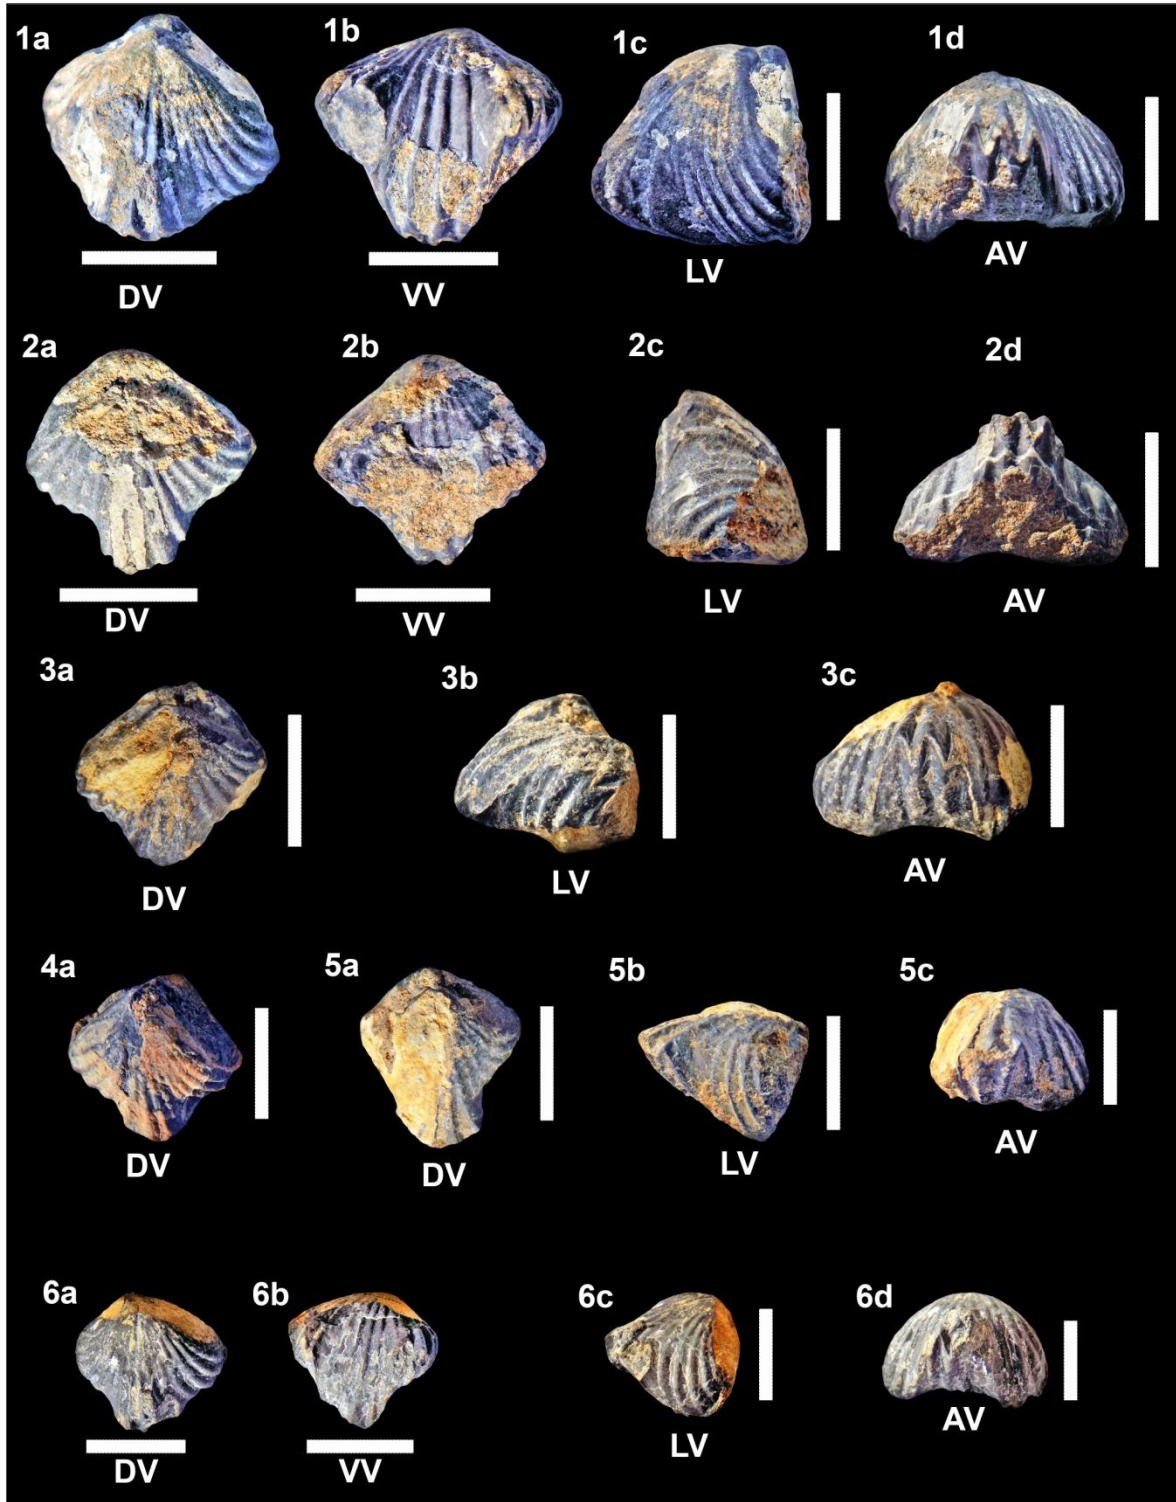 1a 1b 1c 1d
DV VV LV AV
2a 2b 2c 2d
DV VV LV AV
3a 3b 3c
DV LV AV
4a 5a 5b 5c
DV DV LV AV
6a 6b 6c 6d
DV VV LV AV